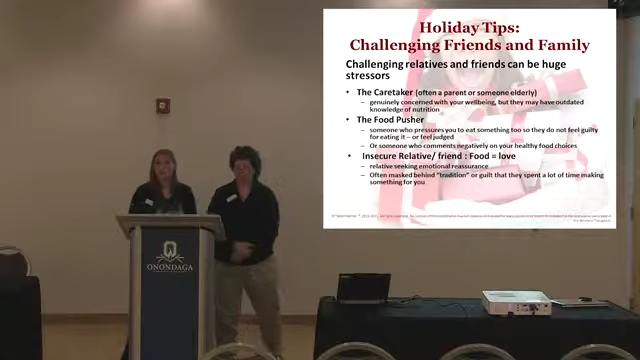 Holiday Tips:
Challenging Friends and Family
Challenging relatives and friends can be huge
stressors
• The Caretaker (often a parent or someone elderly)
– genuinely concerned with your wellbeing, but they may have outdated
knowledge of nutrition
• The Food Pusher
– someone who pressures you to eat something too so they do not feel guilty
for eating it – or feel judged
– Or someone who comments negatively on your healthy food choices
• Insecure Relative/ friend : Food = love
– relative seeking emotional reassurance
– Often masked behind "tradition" or guilt that they spent a lot of time making
something for you
ONONDAGA